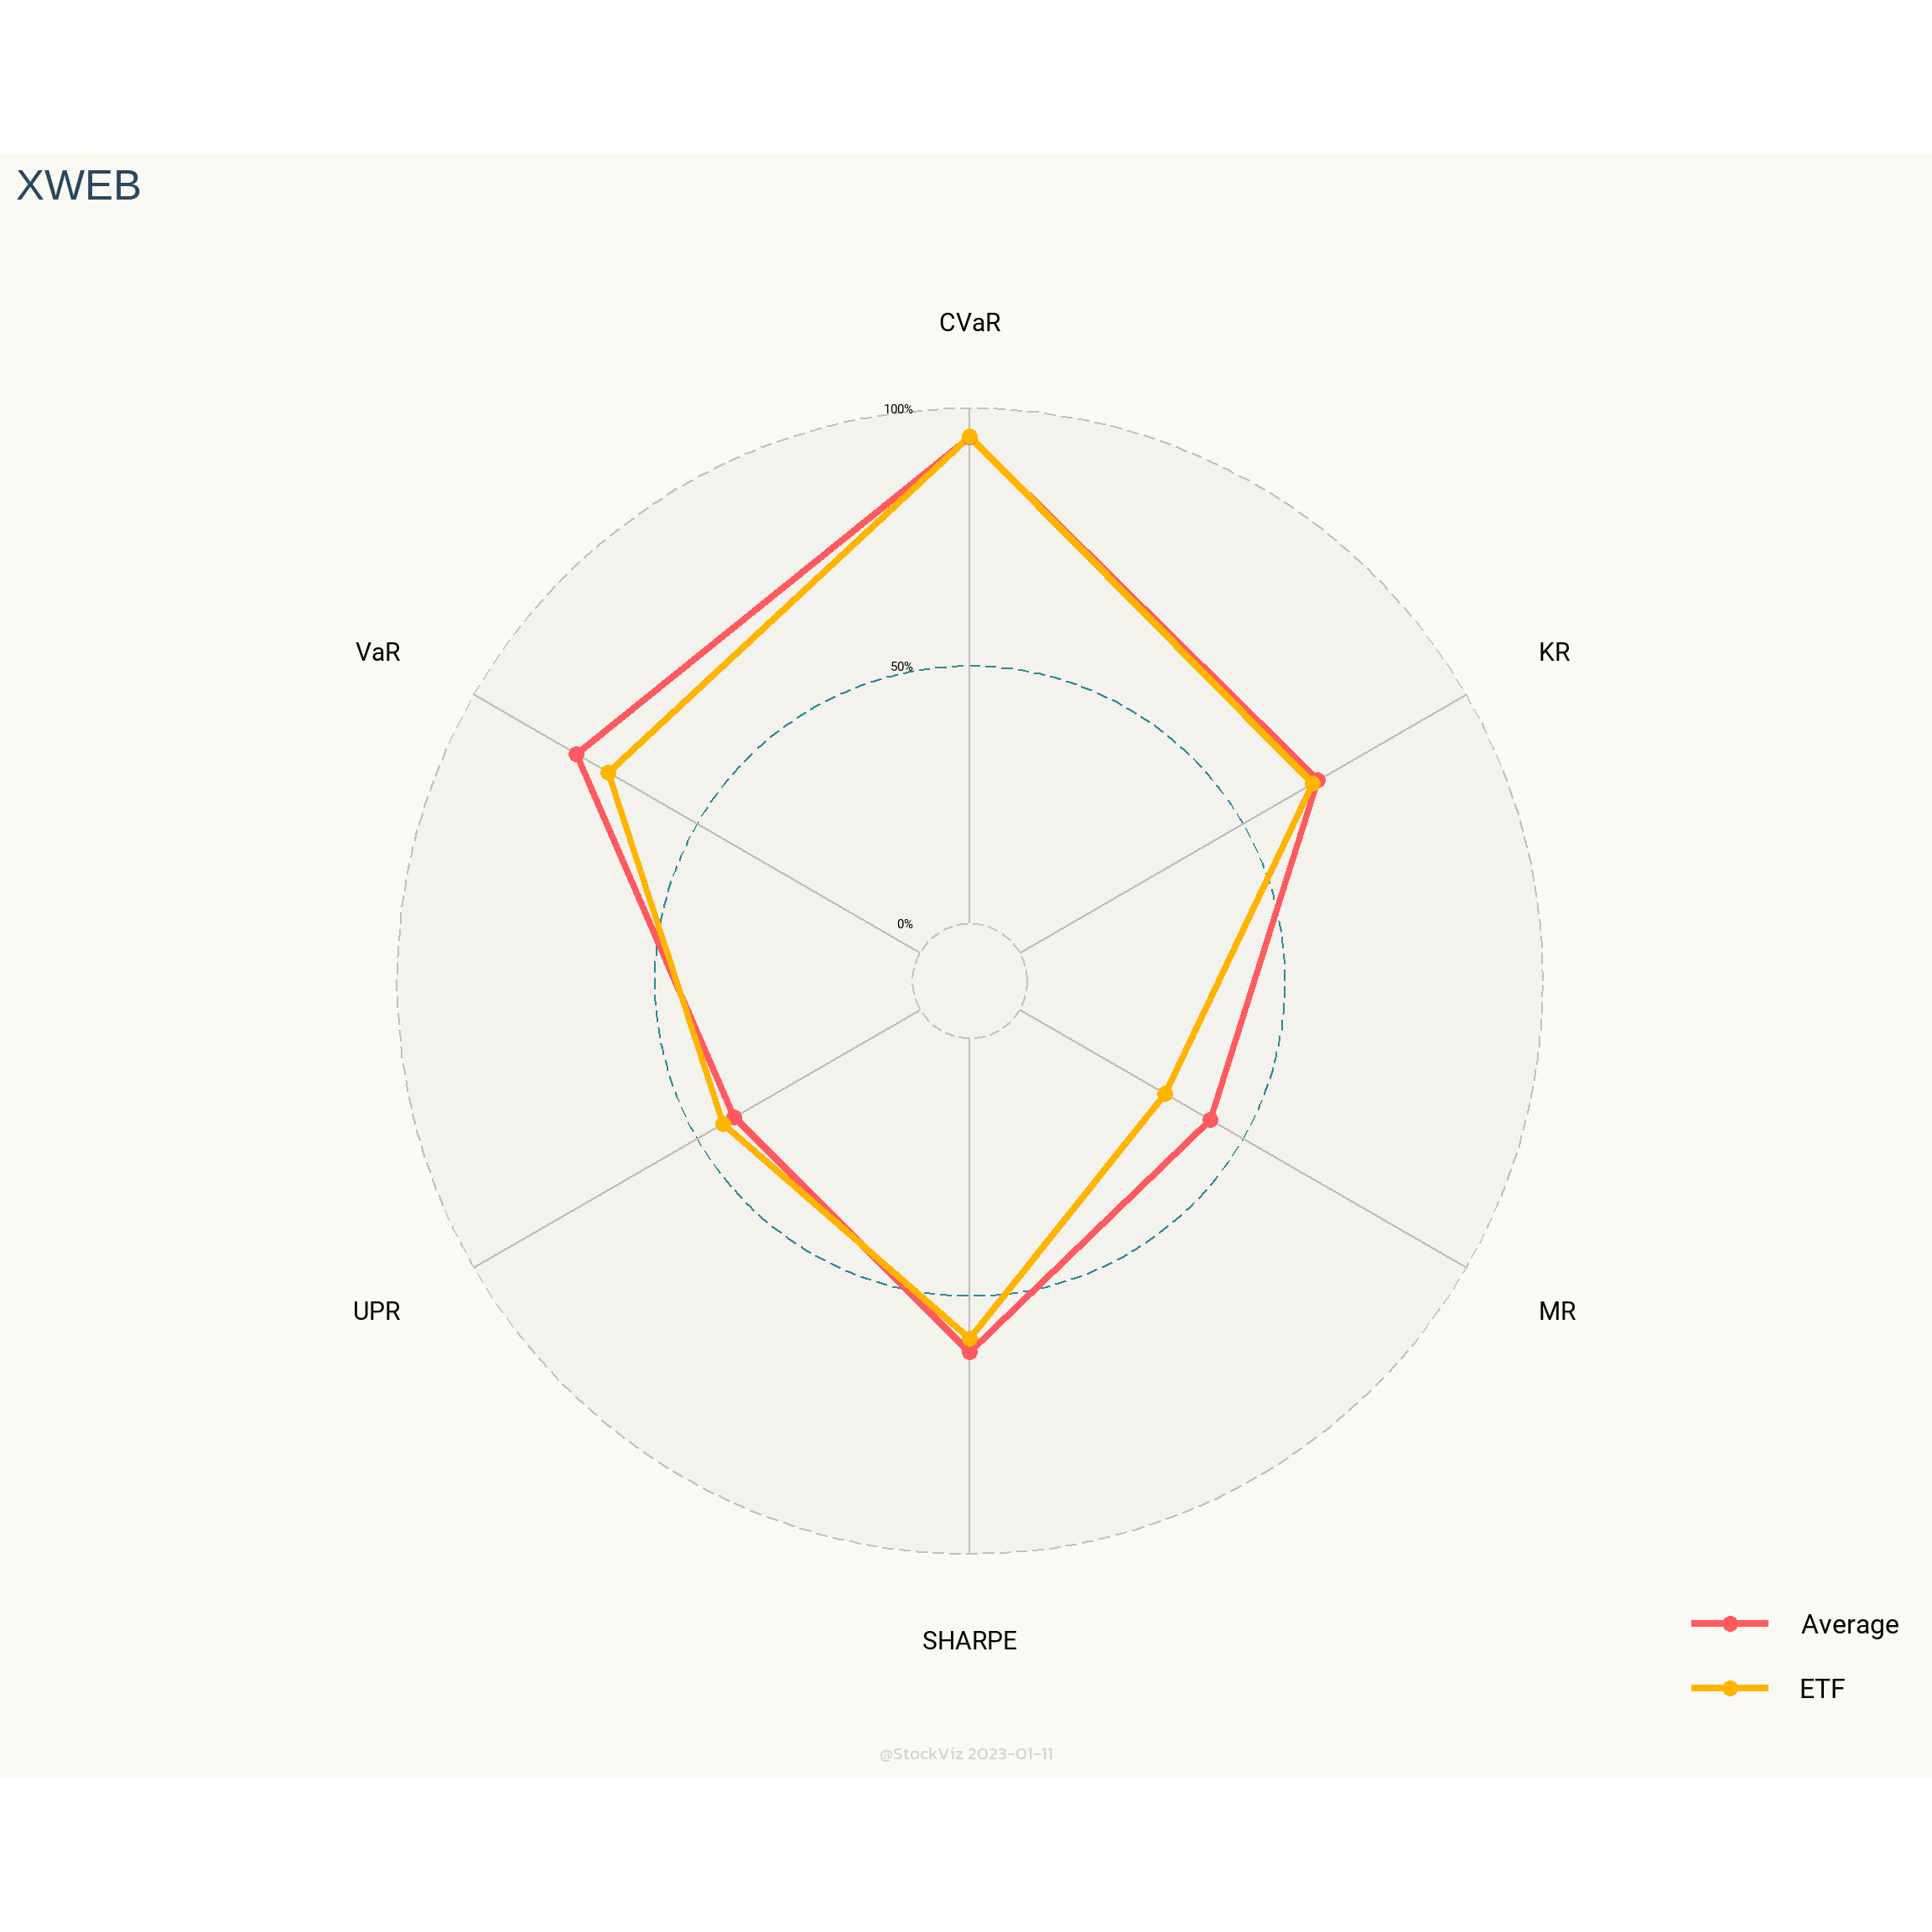 XWEB
CVaR
100%
VaR
KR
50%
0%
UPR
MR
SHARPE
Average
ETF
@StockViz 2023-01-11